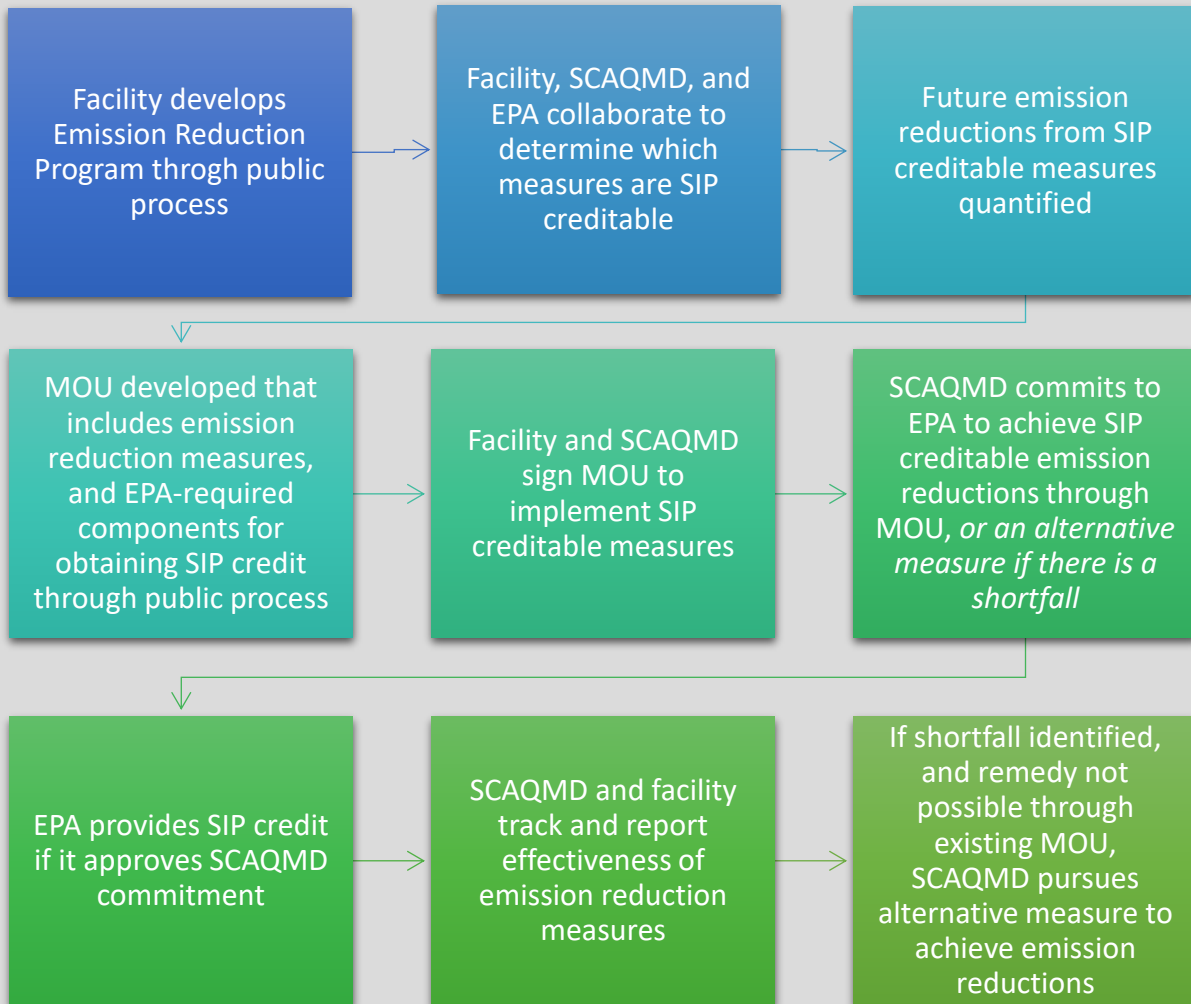 Facility develops
Emission Reduction
Program throgh public
process
Facility, SCAQMD, and
EPA collaborate to
determine which
measures are SIP
creditable
Future emission
reductions from SIP
creditable measures
quantified
MOU developed that
includes emission
reduction measures,
and EPA-required
components for
obtaining SIP credit
through public process
Facility and SCAQMD
sign MOU to
implement SIP
creditable measures
SCAQMD commits to
EPA to achieve SIP
creditable emission
reductions through
MOU, or an alternative
measure if there is a
shortfall
EPA provides SIP credit
if it approves SCAQMD
commitment
SCAQMD and facility
track and report
effectiveness of
emission reduction
measures
If shortfall identified,
and remedy not
possible through
existing MOU,
SCAQMD pursues
alternative measure to
achieve emission
reductions